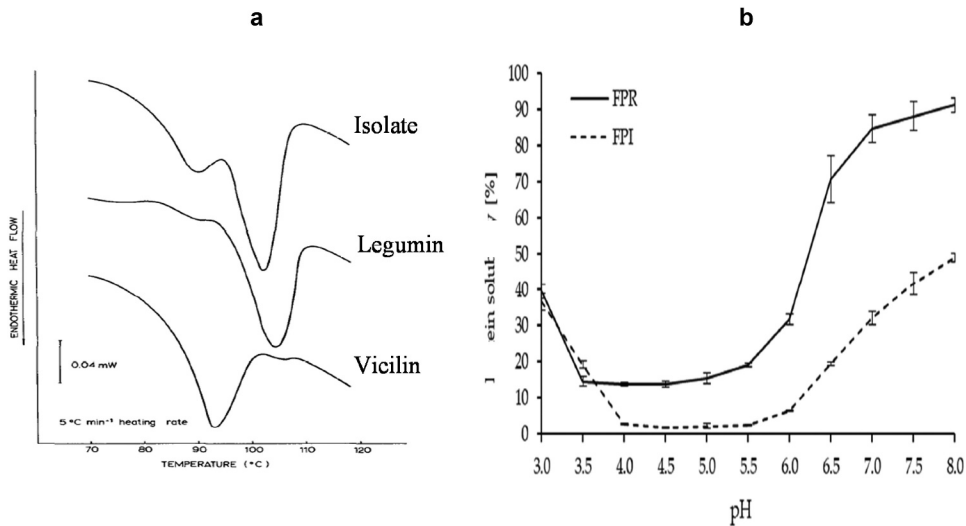 a
b
Isolate
Legumin
Vicilin
ENDOTHERMIC HEAT FLOW
0.04 mW
5°C min⁻¹ heating rate
70 80 90 100 110 120
TEMPERATURE (°C)
FPR
FPI
[%]
100
90
80
70
60
50
40
30
20
10
0
3.0 3.5 4.0 4.5 5.0 5.5 6.0 6.5 7.0 7.5 8.0
pH